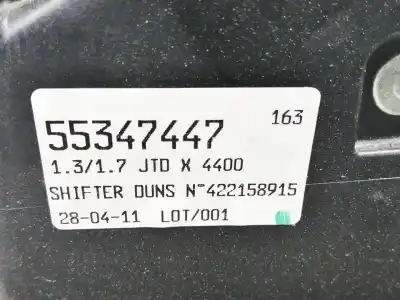 55347447 163
1.3/1.7 JTD X 4400
SHIFTER DUNS N°422158915
28-04-11 LOT/001